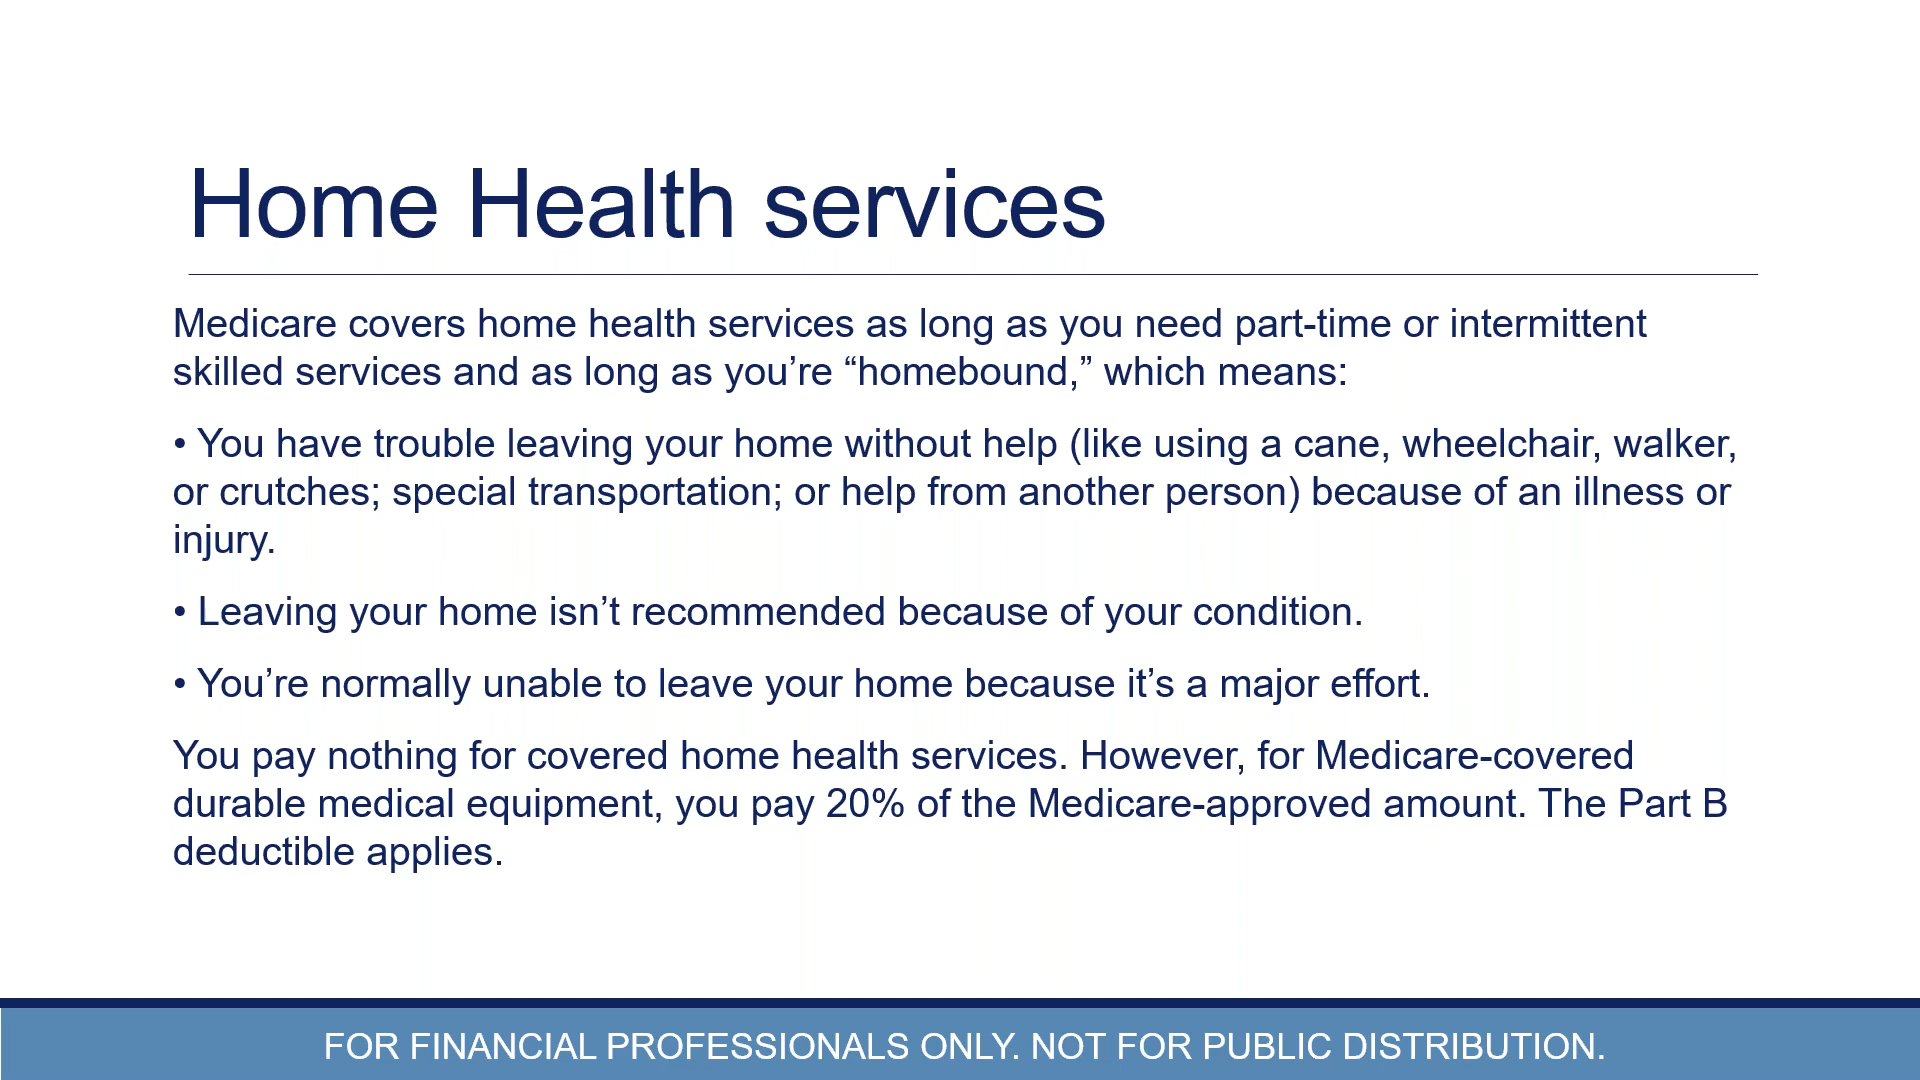 Home Health services
Medicare covers home health services as long as you need part-time or intermittent
skilled services and as long as you’re “homebound,” which means:
• You have trouble leaving your home without help (like using a cane, wheelchair, walker,
or crutches; special transportation; or help from another person) because of an illness or
injury.
• Leaving your home isn’t recommended because of your condition.
• You’re normally unable to leave your home because it’s a major effort.
You pay nothing for covered home health services. However, for Medicare-covered
durable medical equipment, you pay 20% of the Medicare-approved amount. The Part B
deductible applies.
FOR FINANCIAL PROFESSIONALS ONLY. NOT FOR PUBLIC DISTRIBUTION.